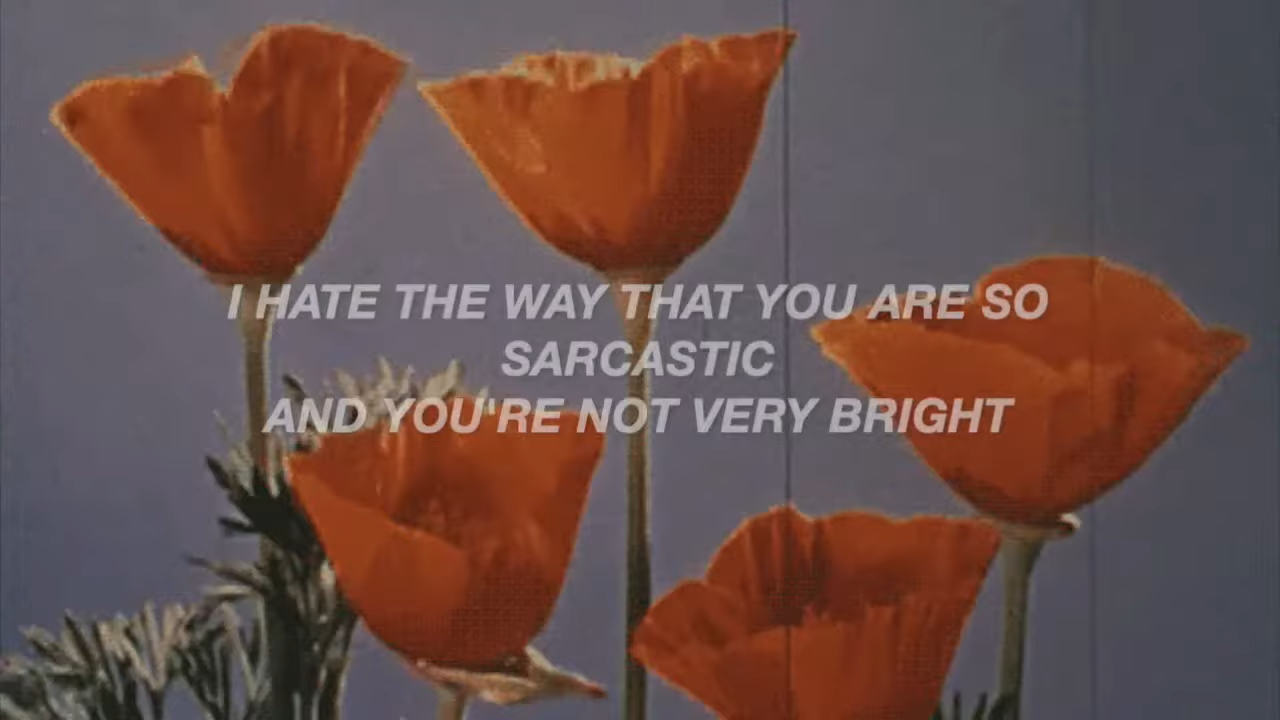 I HATE THE WAY THAT YOU ARE SO
SARCASTIC
AND YOU'RE NOT VERY BRIGHT